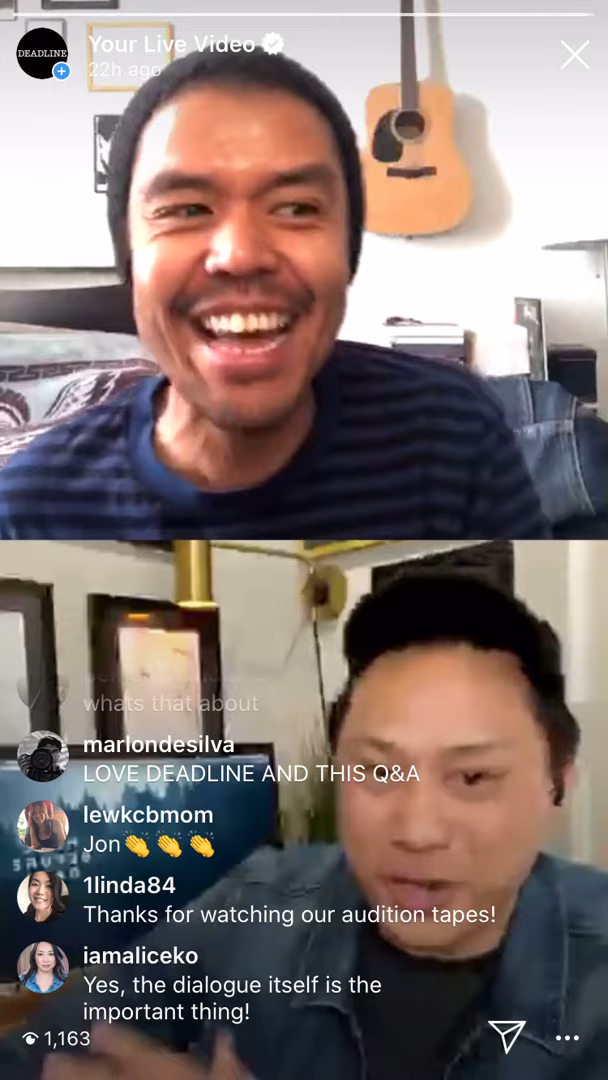 DEADLINE
Your Live Video
22h ago
whats that about
marlondesilva
LOVE DEADLINE AND THIS Q&A
lewkcbmom
Jon👏👏👏
1linda84
Thanks for watching our audition tapes!
iamaliceko
Yes, the dialogue itself is the
important thing!
1,163